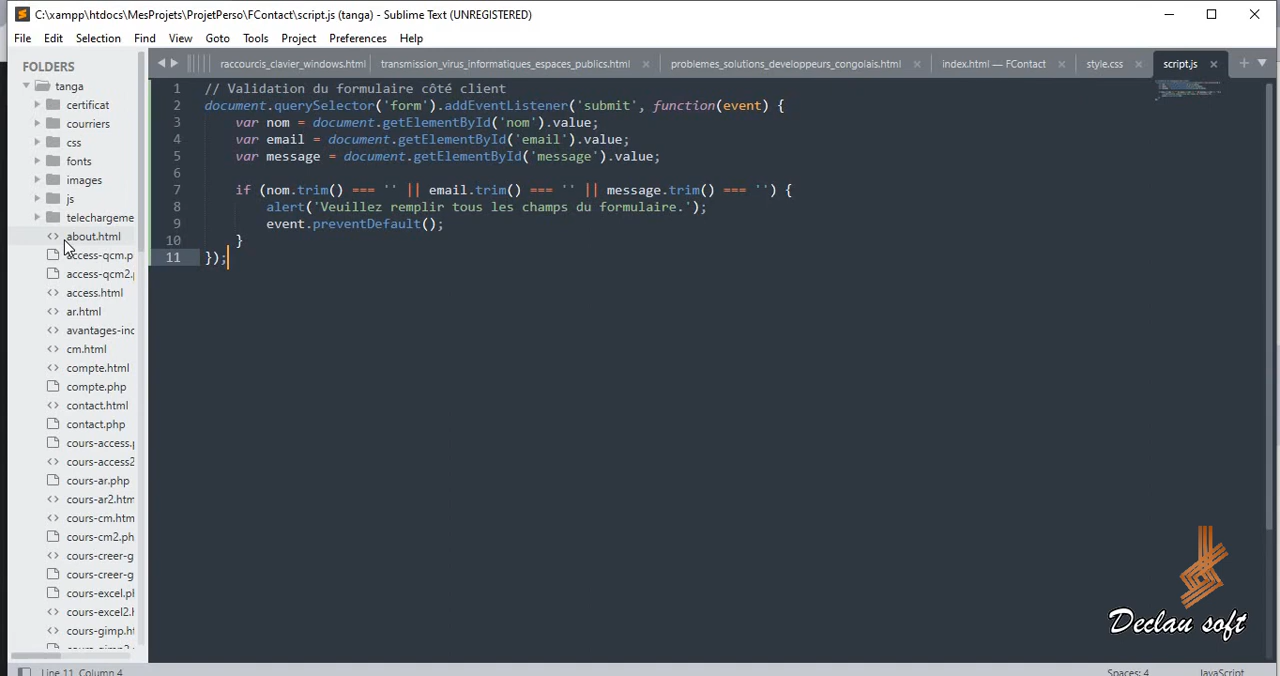 C:\xampp\htdocs\MesProjets\ProjetPerso\FContact\script.js (tanga) - Sublime Text (UNREGISTERED)
File Edit Selection Find View Goto Tools Project Preferences Help
FOLDERS
tanga
certificat
courriers
css
fonts
images
js
telechargeme
about.html
access-qcm.p
access-qcm2.p
access.html
ar.html
avantages-inc
cm.html
compte.html
compte.php
contact.html
contact.php
cours-access.p
cours-access2
cours-ar.php
cours-ar2.htm
cours-cm.htm
cours-cm2.ph
cours-creer-g
cours-creer-g
cours-excel.ph
cours-excel2.h
cours-gimp.ht
raccourcis_clavier_windows.html transmission_virus_informatiques_espaces_publics.html problemes_solutions_developpeurs_congolais.html index.html — FContact style.css script.js
1 // Validation du formulaire côté client
2 document.querySelector('form').addEventListener('submit', function(event) {
3 var nom = document.getElementById('nom').value;
4 var email = document.getElementById('email').value;
5 var message = document.getElementById('message').value;
6
7 if (nom.trim() === '' || email.trim() === '' || message.trim() === '') {
8 alert('Veuillez remplir tous les champs du formulaire.');
9 event.preventDefault();
10 }
11 });
Declau soft
Line 11, Column 4 Spaces: 4 JavaScript